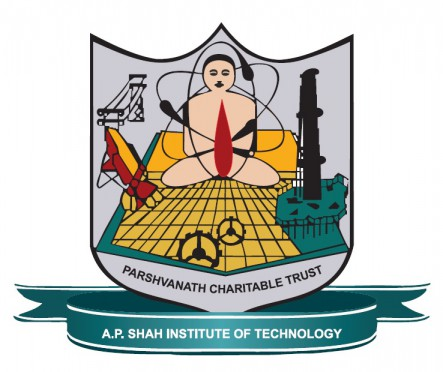 PARSHVANATH CHARITABLE TRUST
A.P. SHAH INSTITUTE OF TECHNOLOGY